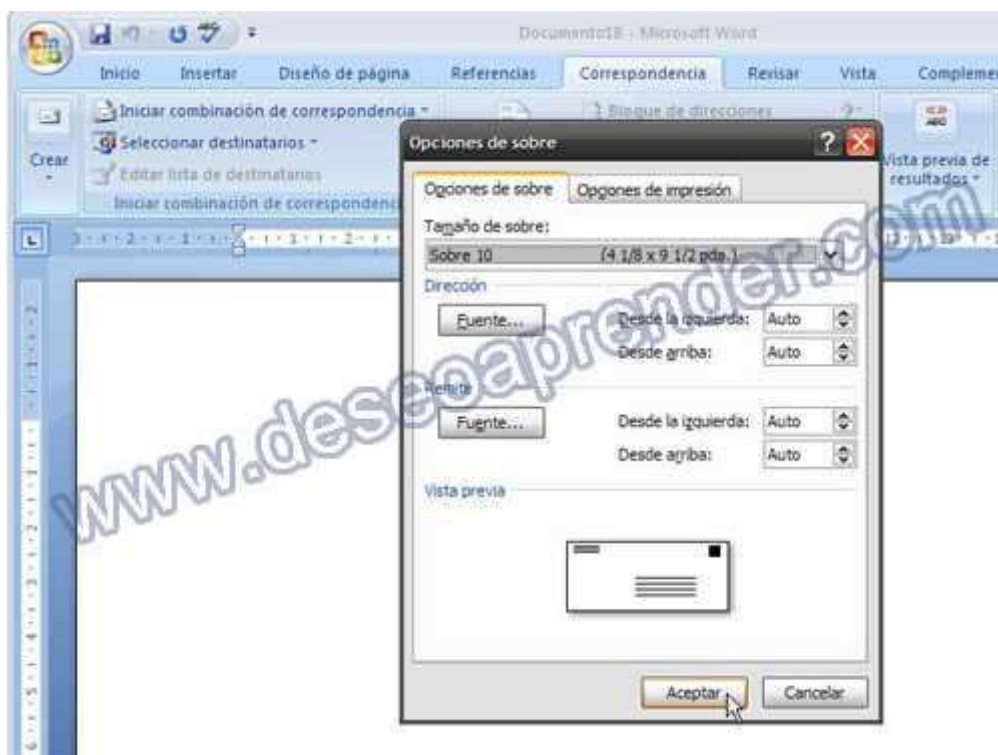 Documento18 - Microsoft Word
Inicio Insertar Diseño de página Referencias Correspondencia Revisar Vista Compleme
Crear
Iniciar combinación de correspondencia
Seleccionar destinatarios
Editar lista de destinatarios
Iniciar combinación de correspondenc
Bloque de direcciones
ABC
Vista previa de
resultados
Opciones de sobre
Opciones de sobre Opciones de impresión
Tamaño de sobre:
Sobre 10 (4 1/8 x 9 1/2 pda.)
Dirección
Fuente... Desde la izquierda: Auto
Desde arriba: Auto
Remite
Fuente... Desde la izquierda: Auto
Desde arriba: Auto
Vista previa
Aceptar Cancelar
www.deseoaprender.com